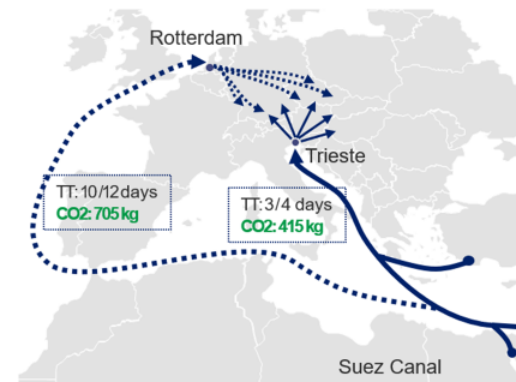 Rotterdam
Trieste
TT: 10/12 days
CO2: 705 kg
TT: 3/4 days
CO2: 415 kg
Suez Canal